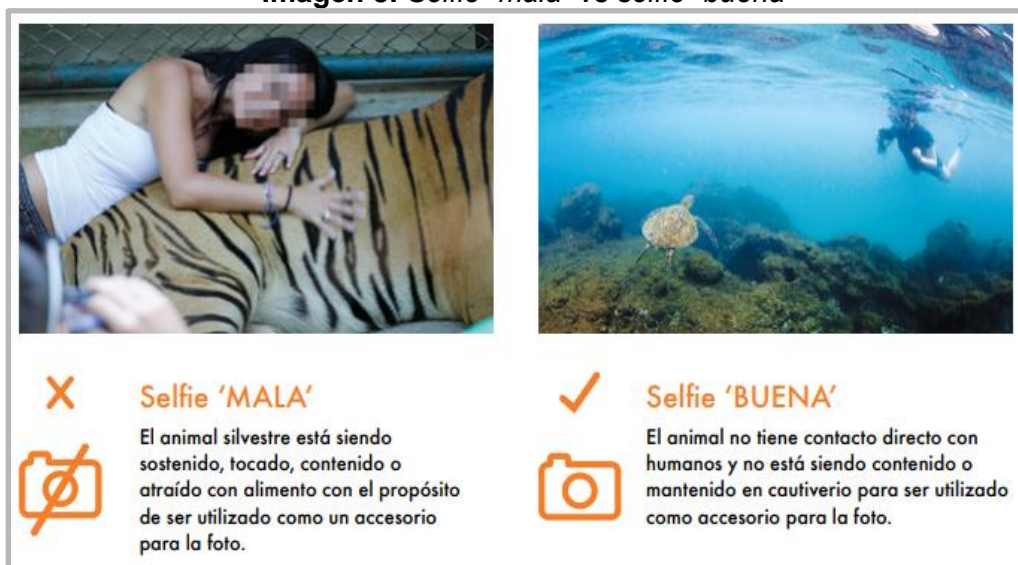 Selfie 'MALA'
El animal silvestre está siendo
sostenido, tocado, contenido o
atraído con alimento con el propósito
de ser utilizado como un accesorio
para la foto.
Selfie 'BUENA'
El animal no tiene contacto directo con
humanos y no está siendo contenido o
mantenido en cautiverio para ser utilizado
como accesorio para la foto.